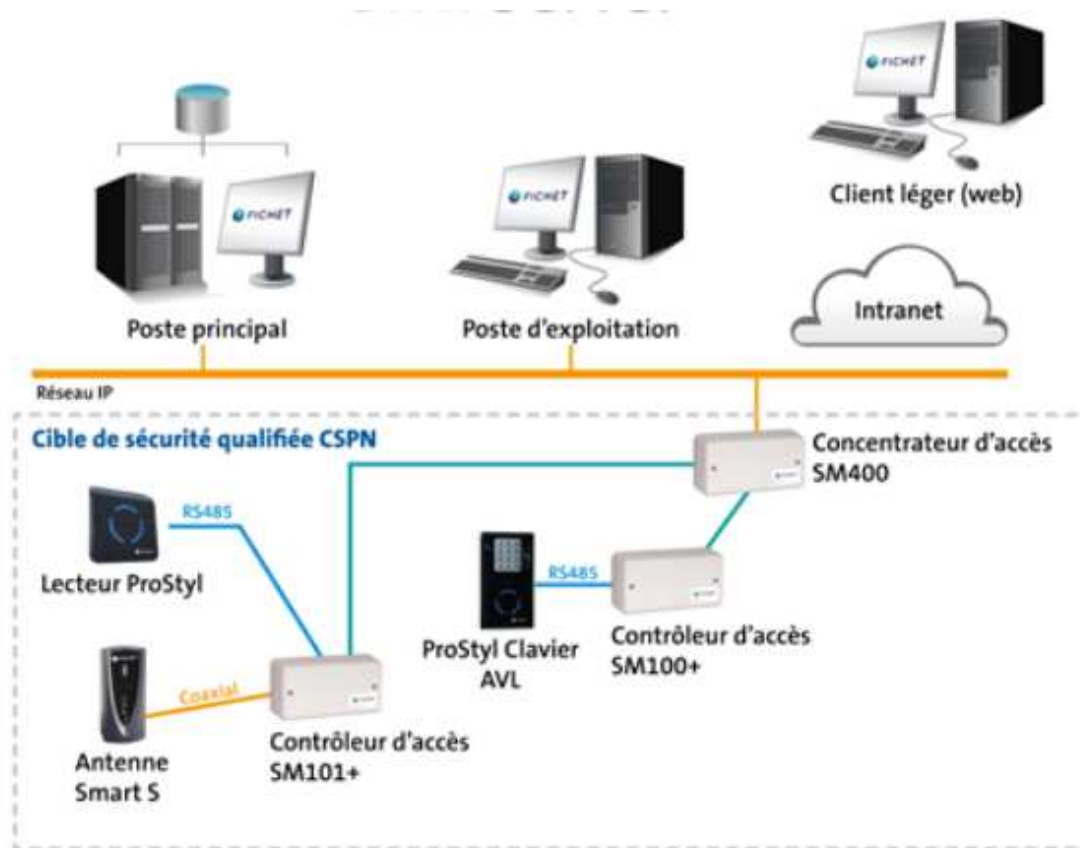 FICHET
Client léger (web)
FICHET
FICHET
Poste principal
Poste d'exploitation
Intranet
Réseau IP
Cible de sécurité qualifiée CSPN
Concentrateur d'accès
SM400
RS485
Lecteur ProStyl
RS485
ProStyl Clavier
AVL
Contrôleur d'accès
SM100+
Coaxial
Contrôleur d'accès
SM101+
Antenne
Smart S